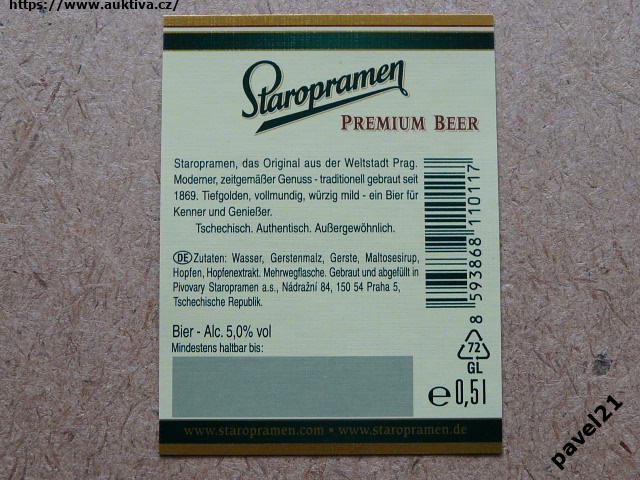 https://www.auktiva.cz/
Staropramen
PREMIUM BEER
Staropramen, das Original aus der Weltstadt Prag.
Moderner, zeitgemäßer Genuss - traditionell gebraut seit
1869. Tiefgolden, vollmundig, würzig mild - ein Bier für
Kenner und Genießer.
Tschechisch. Authentisch. Außergewöhnlich.
DE Zutaten: Wasser, Gerstenmalz, Gerste, Maltosesirup,
Hopfen, Hopfenextrakt. Mehrwegflasche. Gebraut und abgefüllt in
Pivovary Staropramen a.s., Nádražní 84, 150 54 Praha 5,
Tschechische Republik.
8 593868 110117
Bier - Alc. 5,0% vol
Mindestens haltbar bis:
72
GL
e 0,5l
www.staropramen.com • www.staropramen.de
pavel21